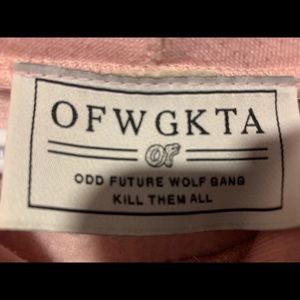 OFWGKTA
OF
ODD FUTURE WOLF GANG
KILL THEM ALL